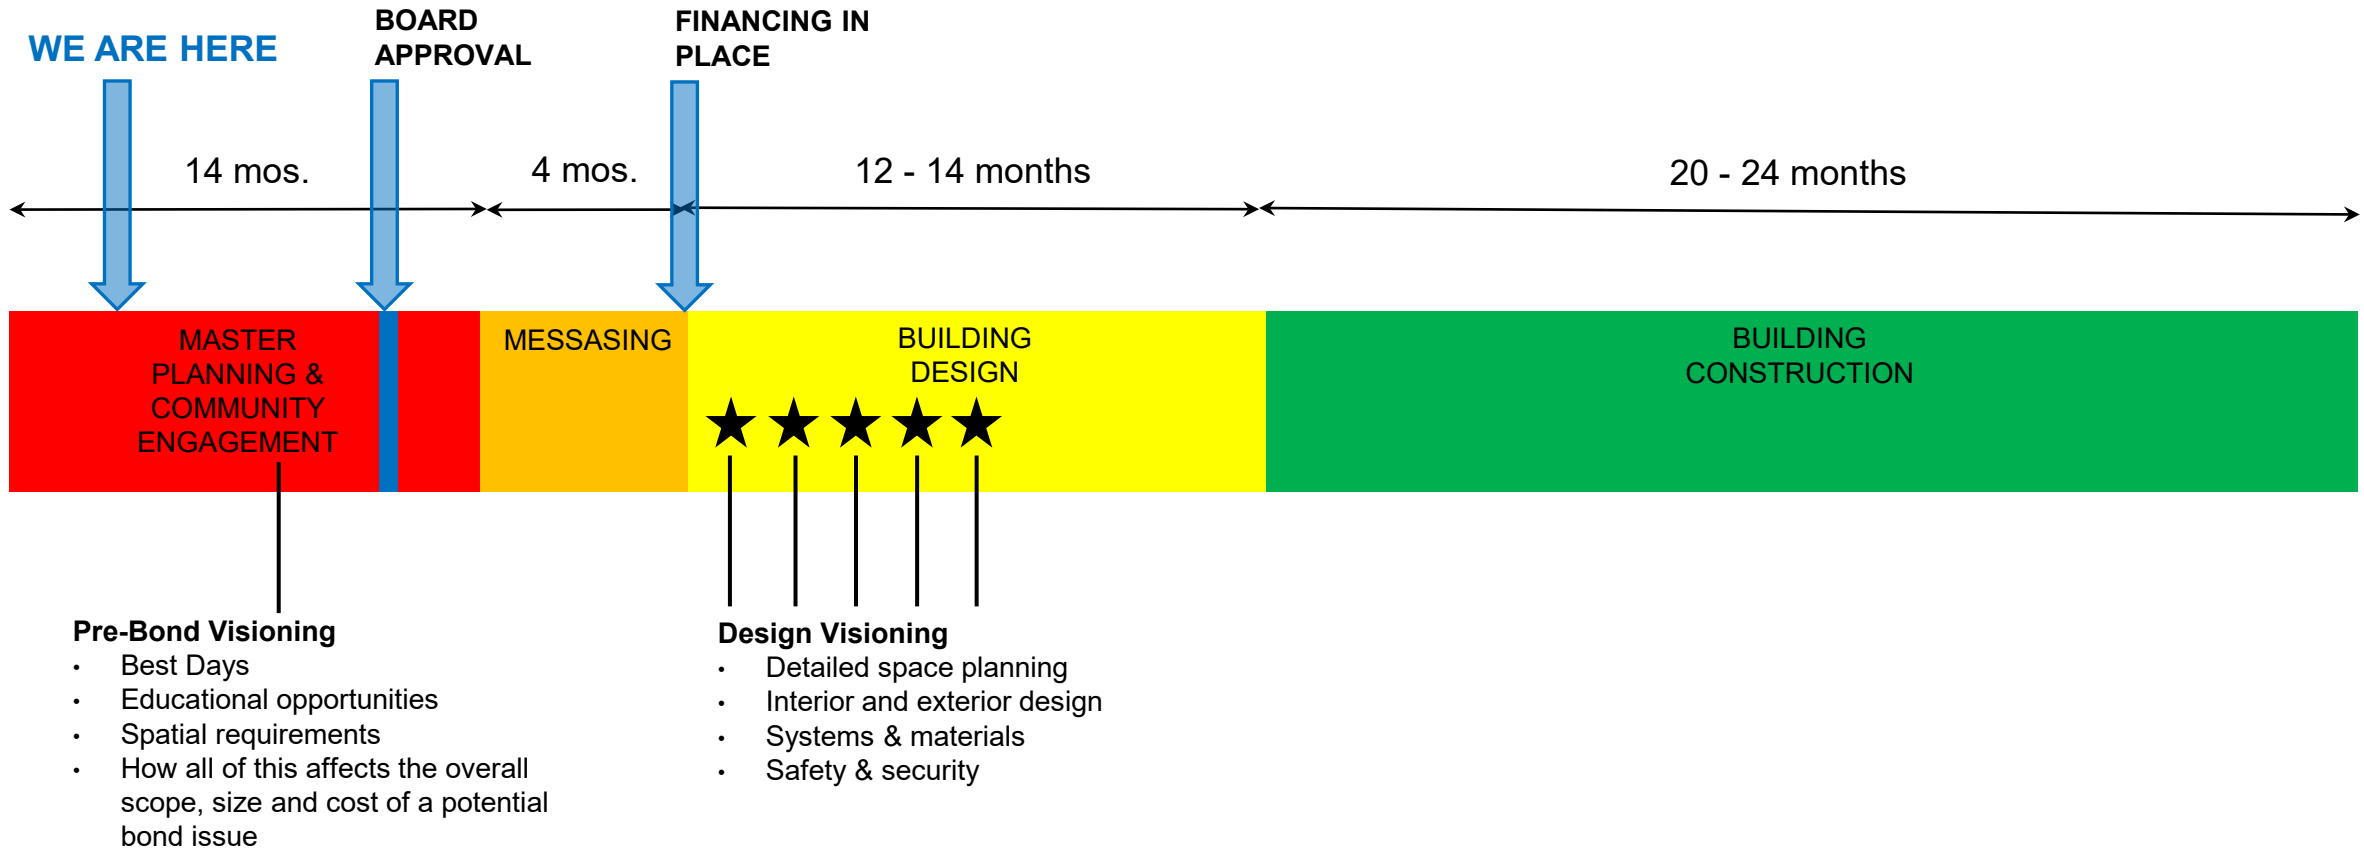 WE ARE HERE
BOARD
APPROVAL
FINANCING IN
PLACE
14 mos.
4 mos.
12 - 14 months
20 - 24 months
MASTER
PLANNING &
COMMUNITY
ENGAGEMENT
MESSASING
BUILDING
DESIGN
BUILDING
CONSTRUCTION
Pre-Bond Visioning
• Best Days
• Educational opportunities
• Spatial requirements
• How all of this affects the overall
scope, size and cost of a potential
bond issue
Design Visioning
• Detailed space planning
• Interior and exterior design
• Systems & materials
• Safety & security